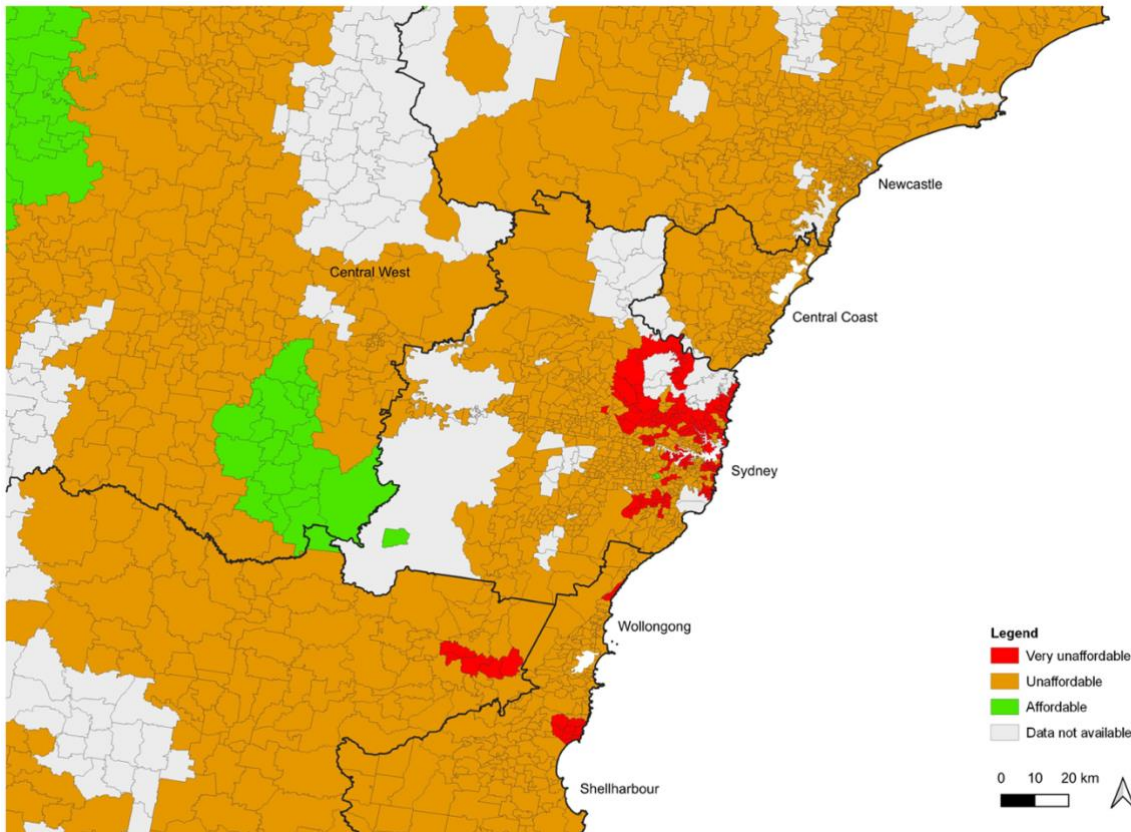 Newcastle
Central West
Central Coast
Sydney
Wollongong
Shellharbour
Legend
Very unaffordable
Unaffordable
Affordable
Data not available
0 10 20 km